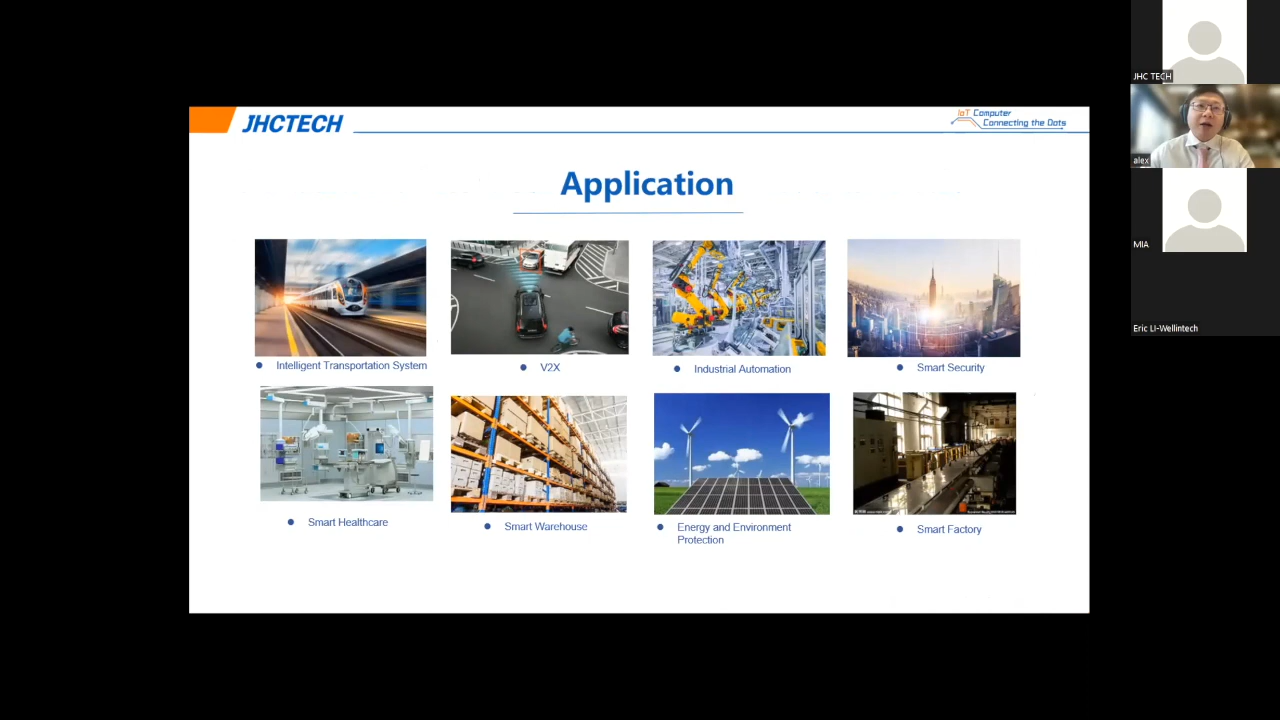 JHCTECH
IoT Computer
Connecting the Dots
Application
Intelligent Transportation System
V2X
Industrial Automation
Smart Security
Smart Healthcare
Smart Warehouse
Energy and Environment
Protection
Smart Factory
JHC TECH
alex
MIA
Eric Li-Wellintech